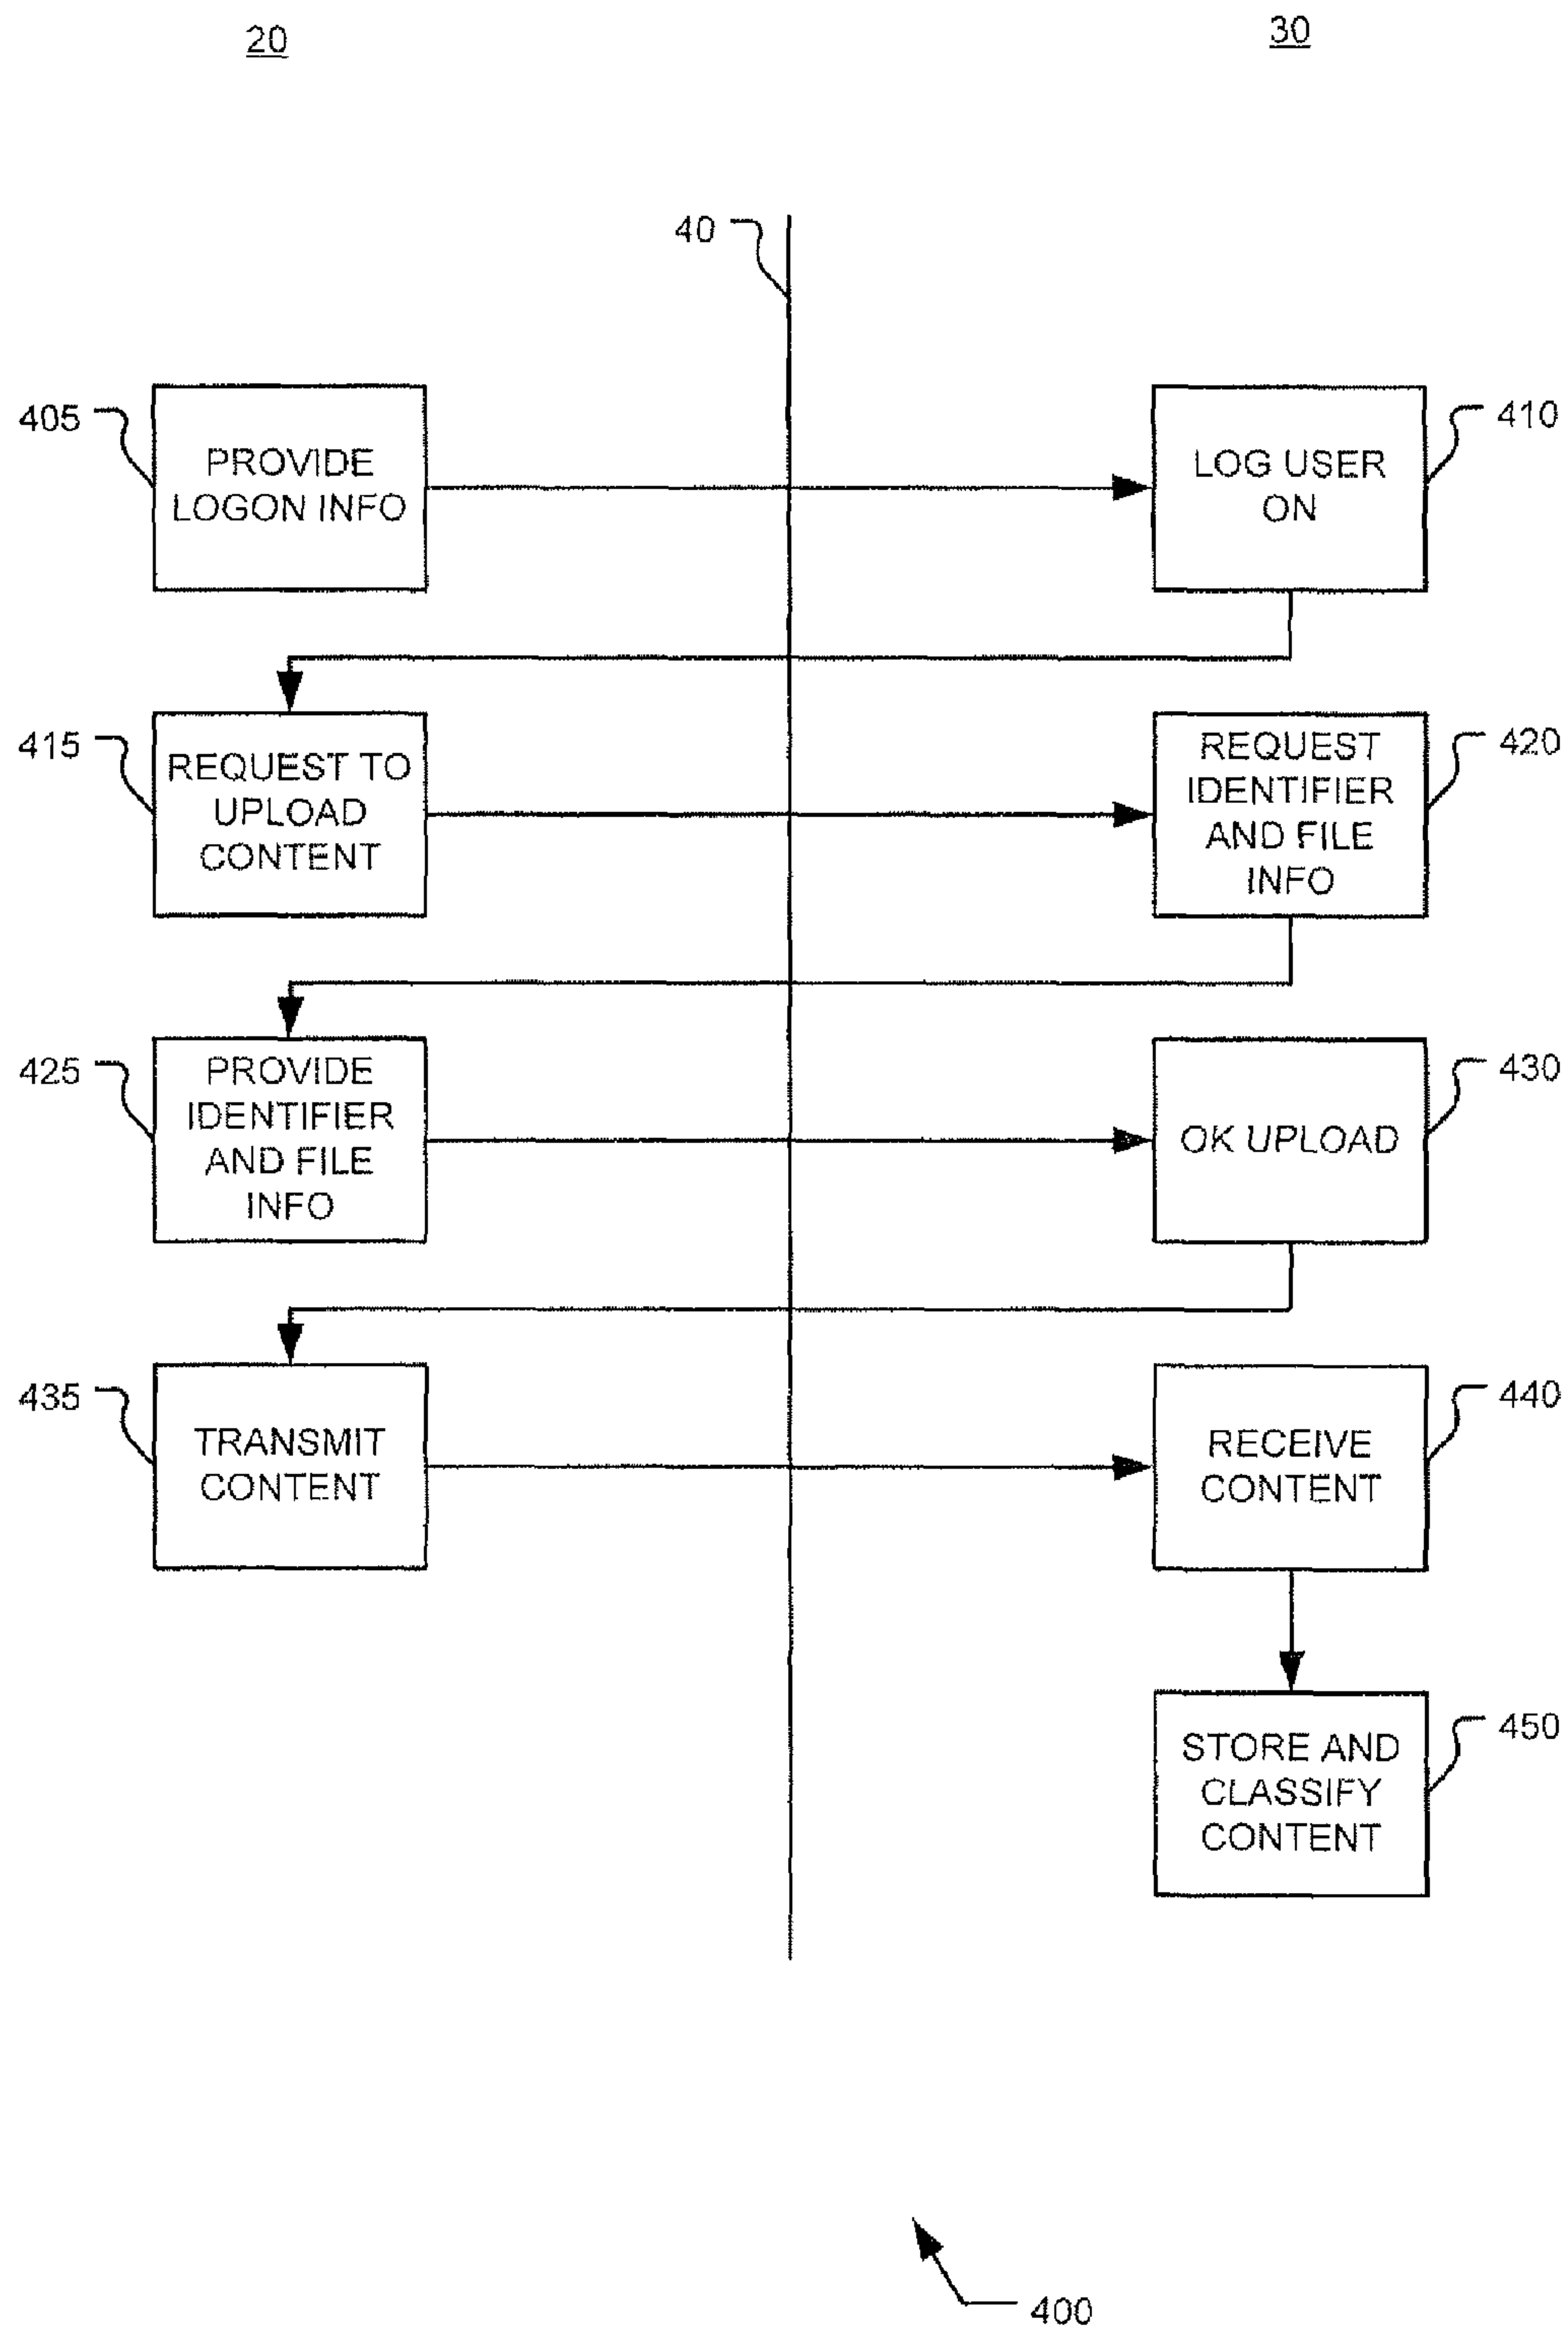 20
30
40
405
PROVIDE
LOGON INFO
410
LOG USER
ON
415
REQUEST TO
UPLOAD
CONTENT
420
REQUEST
IDENTIFIER
AND FILE
INFO
425
PROVIDE
IDENTIFIER
AND FILE
INFO
430
OK UPLOAD
435
TRANSMIT
CONTENT
440
RECEIVE
CONTENT
450
STORE AND
CLASSIFY
CONTENT
400